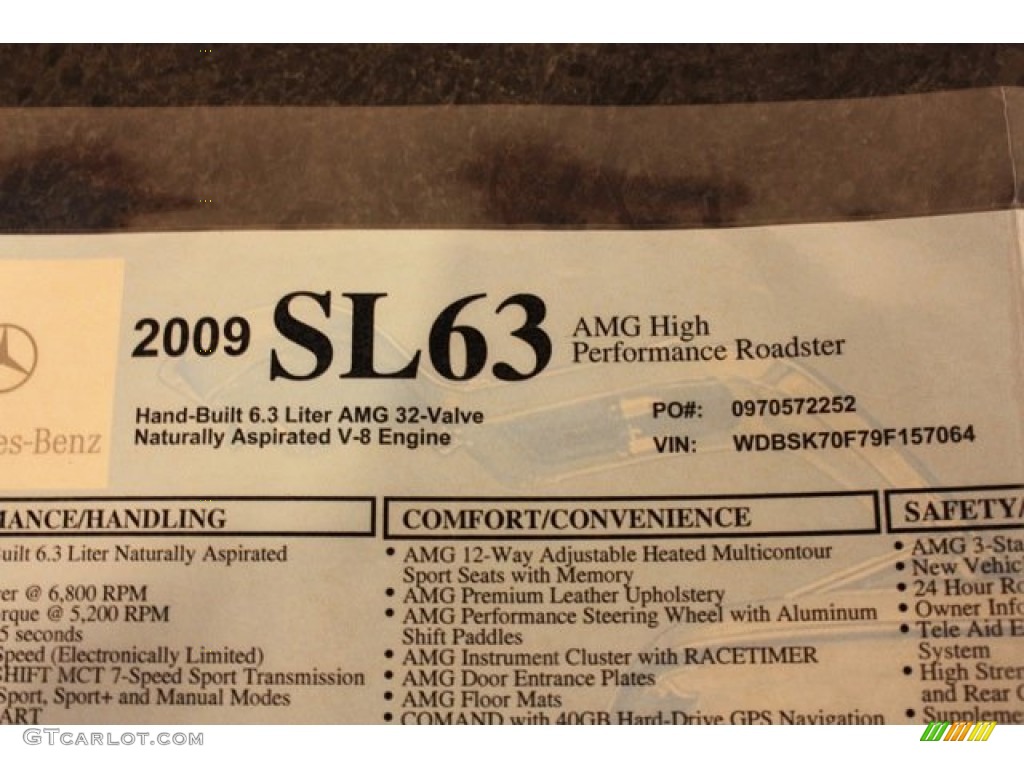 2009 SL63 AMG High
Performance Roadster
Hand-Built 6.3 Liter AMG 32-Valve
Naturally Aspirated V-8 Engine
PO#: 0970572252
VIN: WDBSK70F79F157064
es-Benz
MANCE/HANDLING
uilt 6.3 Liter Naturally Aspirated
er @ 6,800 RPM
rque @ 5,200 RPM
5 seconds
Speed (Electronically Limited)
SHIFT MCT 7-Speed Sport Transmission
Sport, Sport+ and Manual Modes
ART
COMFORT/CONVENIENCE
• AMG 12-Way Adjustable Heated Multicontour
Sport Seats with Memory
• AMG Premium Leather Upholstery
• AMG Performance Steering Wheel with Aluminum
Shift Paddles
• AMG Instrument Cluster with RACETIMER
• AMG Door Entrance Plates
• AMG Floor Mats
• COMAND with 40GB Hard-Drive GPS Navigation
SAFETY/
• AMG 3-Sta
• New Vehic
• 24 Hour Ro
• Owner Info
• Tele Aid E
System
• High Stren
and Rear
• Suppleme
GTCARLOT.COM